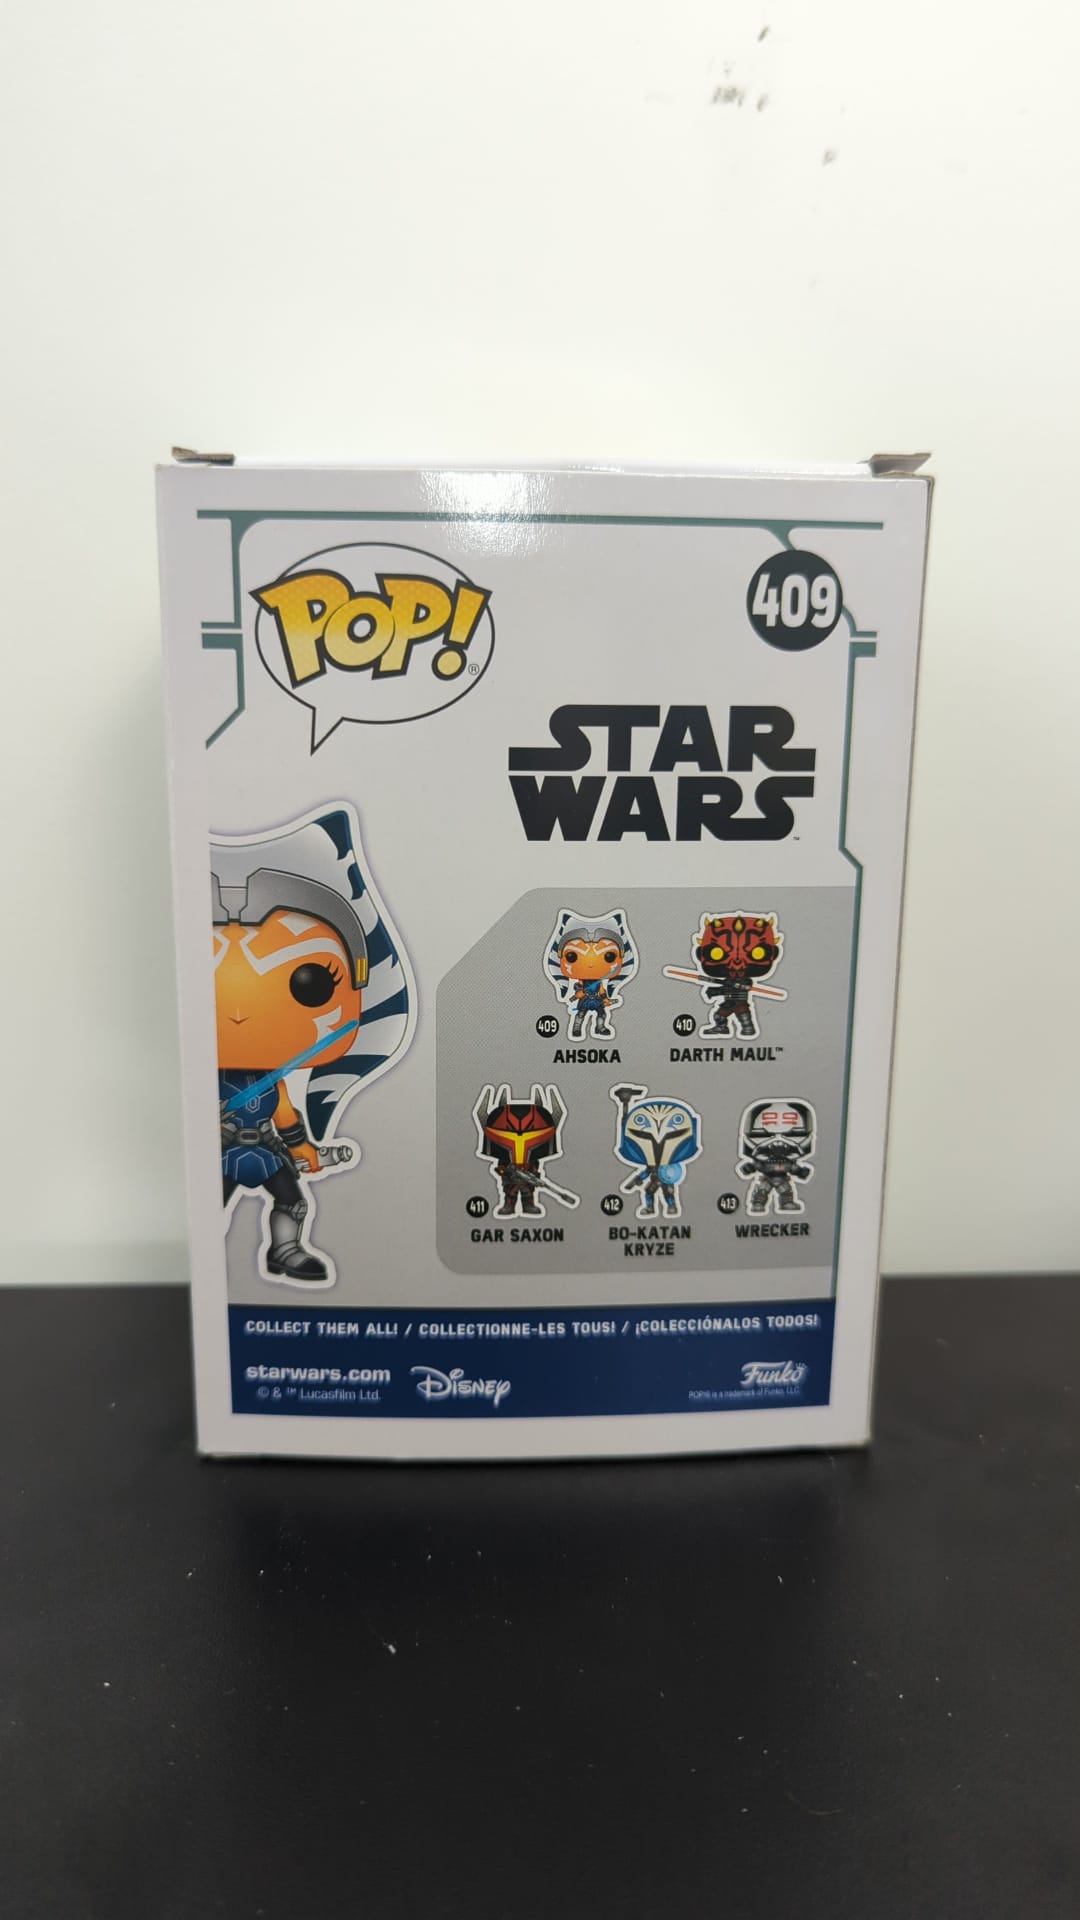 POP!
®
409
STAR
WARS
™
409
AHSOKA
410
DARTH MAUL™
411
GAR SAXON
412
BO-KATAN
KRYZE
413
WRECKER
COLLECT THEM ALL! / COLLECTIONNE-LES TOUS! / ¡COLECCIÓNALOS TODOS!
starwars.com
© & ™ Lucasfilm Ltd.
Disney
Funko
POP!® is a trademark of Funko, LLC.